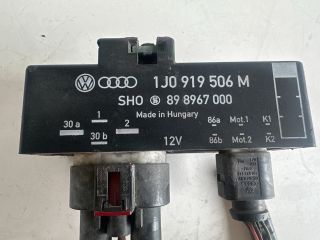 1J0 919 506 M
SHO 89 8967 000
Made in Hungary
1
30 a 2
30 b
12V
86a Mot.1 K1
86b Mot.2 K2